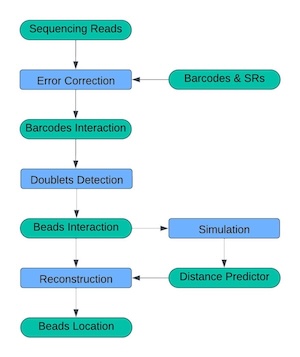 Sequencing Reads
Error Correction
Barcodes & SRs
Barcodes Interaction
Doublets Detection
Beads Interaction
Simulation
Reconstruction
Distance Predictor
Beads Location